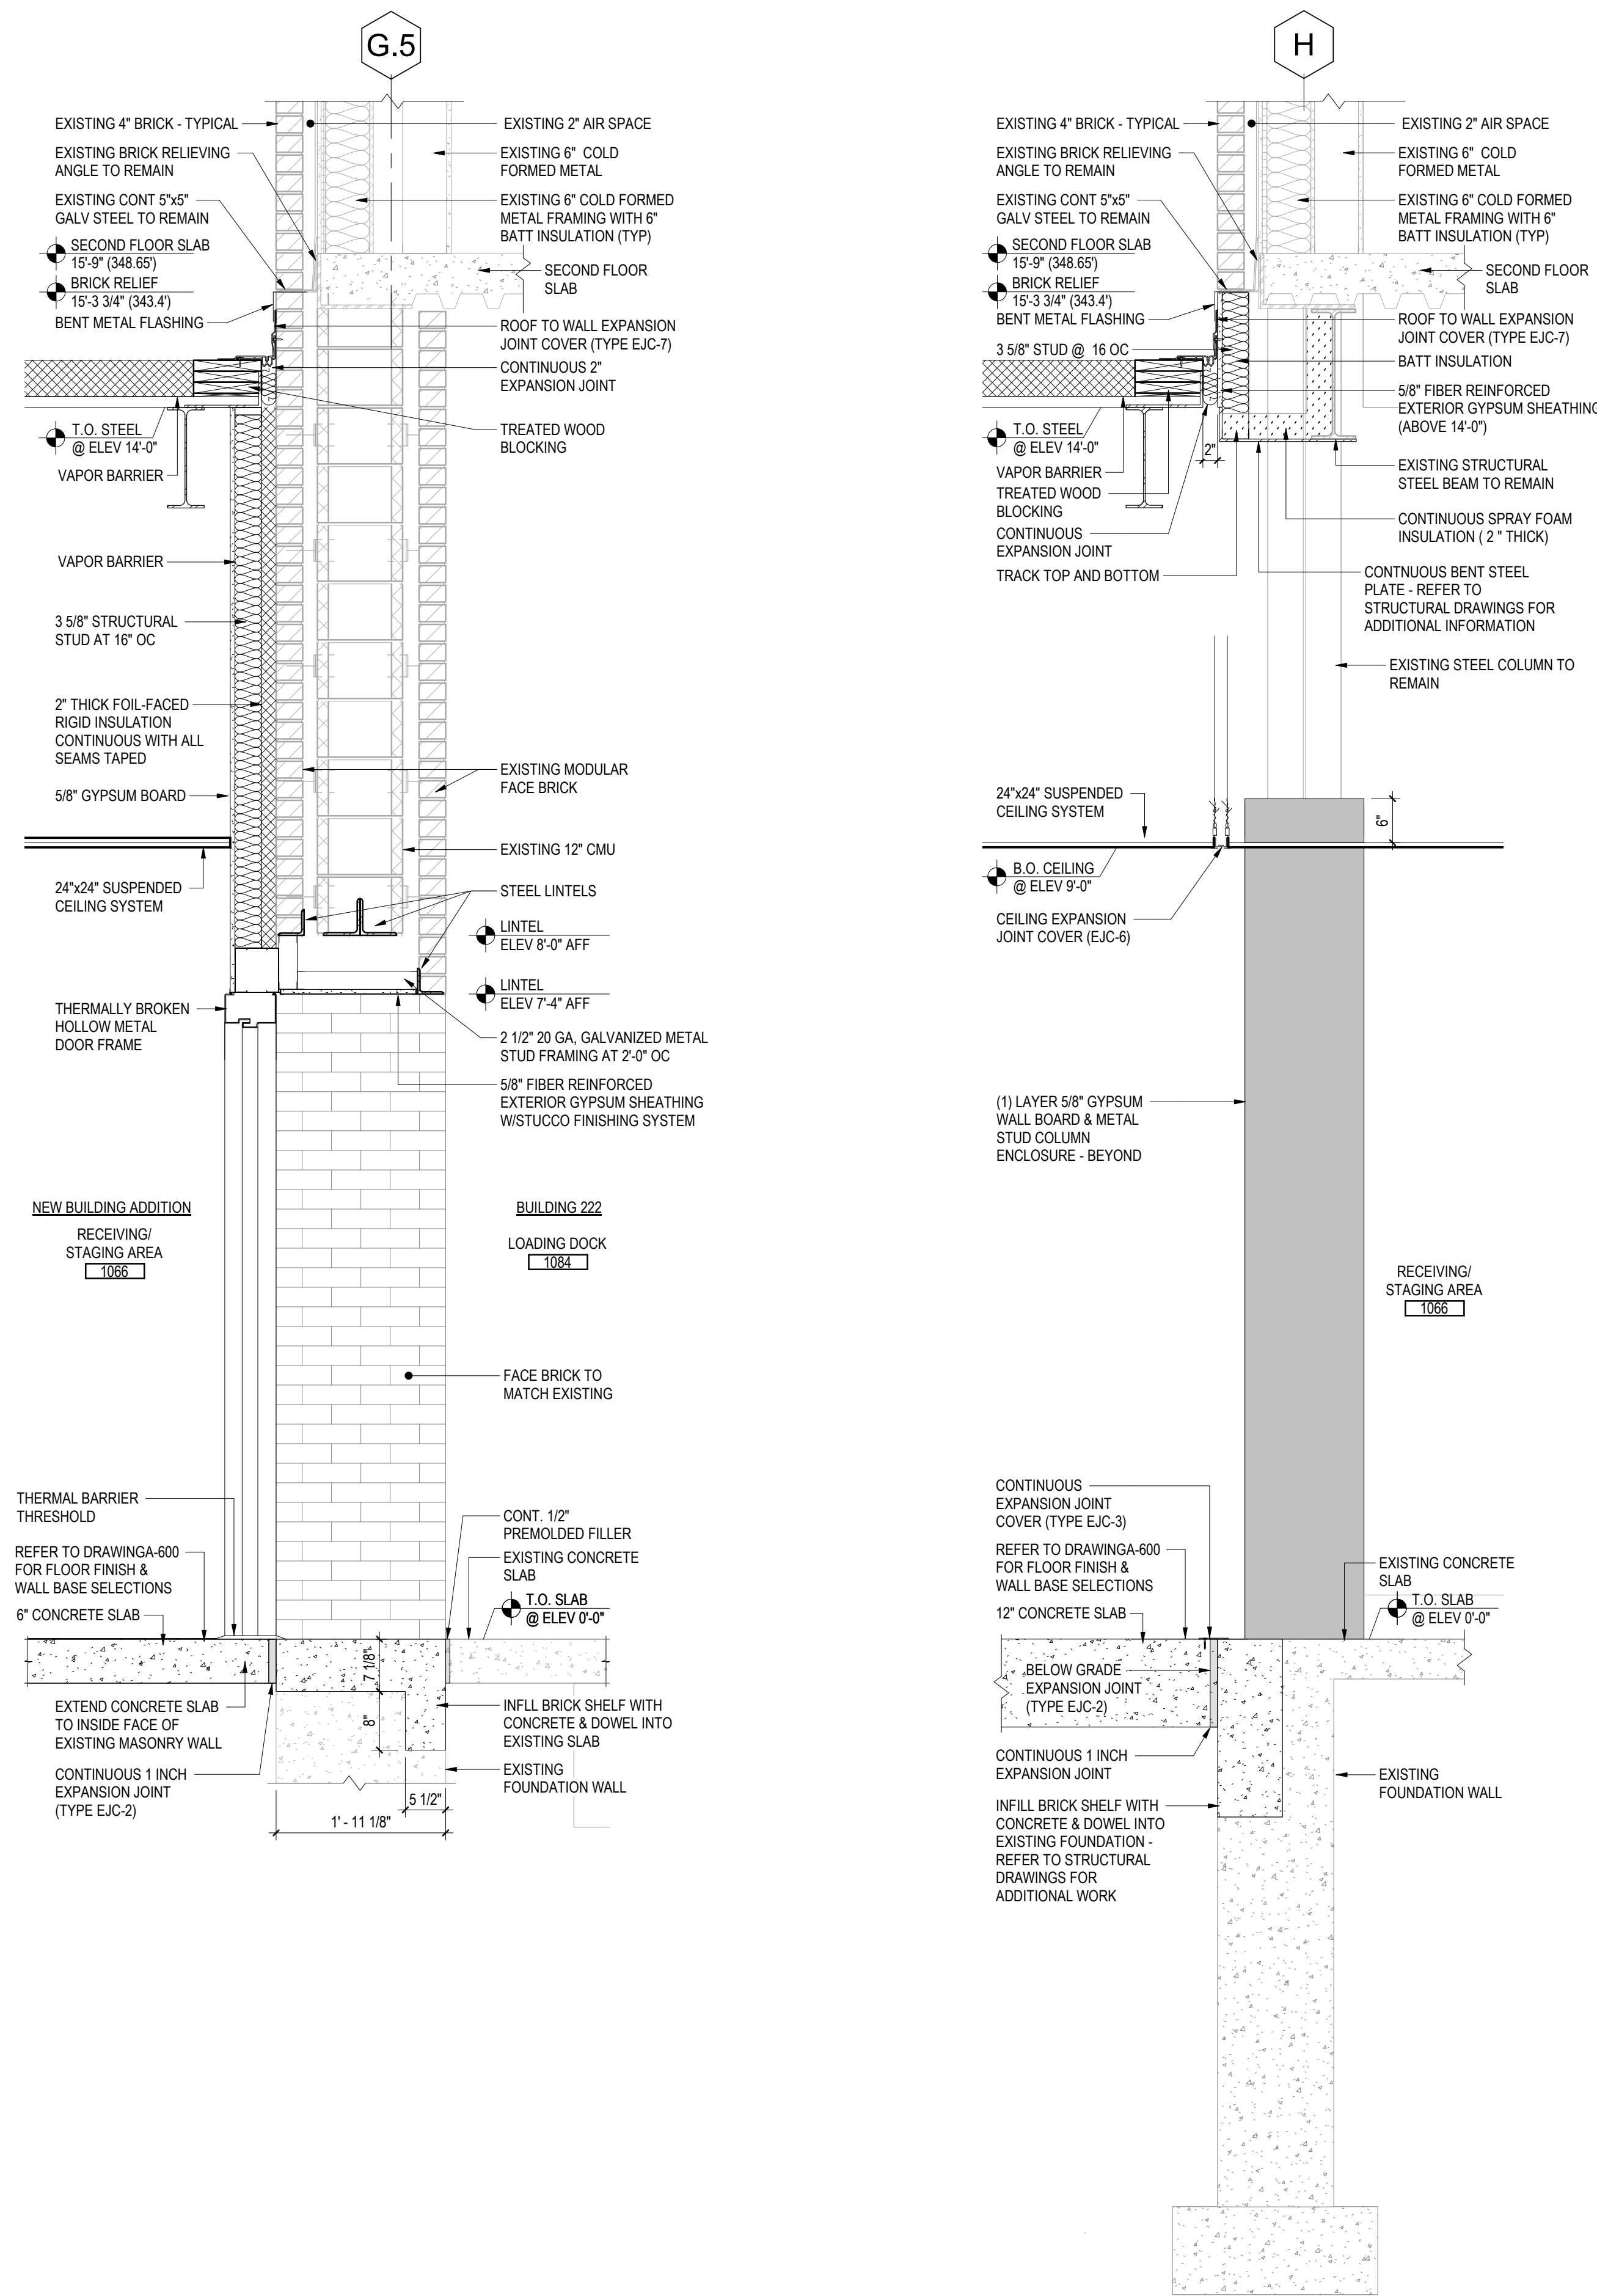 G.5
EXISTING 4" BRICK - TYPICAL
EXISTING BRICK RELIEVING
ANGLE TO REMAIN
EXISTING CONT 5"x5"
GALV STEEL TO REMAIN
SECOND FLOOR SLAB
15'-9" (348.65')
BRICK RELIEF
15'-3 3/4" (343.4')
BENT METAL FLASHING
T.O. STEEL
@ ELEV 14'-0"
VAPOR BARRIER
VAPOR BARRIER
3 5/8" STRUCTURAL
STUD AT 16" OC
2" THICK FOIL-FACED
RIGID INSULATION
CONTINUOUS WITH ALL
SEAMS TAPED
5/8" GYPSUM BOARD
24"x24" SUSPENDED
CEILING SYSTEM
THERMALLY BROKEN
HOLLOW METAL
DOOR FRAME
NEW BUILDING ADDITION
RECEIVING/
STAGING AREA
1066
THERMAL BARRIER
THRESHOLD
REFER TO DRAWINGA-600
FOR FLOOR FINISH &
WALL BASE SELECTIONS
6" CONCRETE SLAB
EXTEND CONCRETE SLAB
TO INSIDE FACE OF
EXISTING MASONRY WALL
CONTINUOUS 1 INCH
EXPANSION JOINT
(TYPE EJC-2)
EXISTING 2" AIR SPACE
EXISTING 6" COLD
FORMED METAL
EXISTING 6" COLD FORMED
METAL FRAMING WITH 6"
BATT INSULATION (TYP)
SECOND FLOOR
SLAB
ROOF TO WALL EXPANSION
JOINT COVER (TYPE EJC-7)
CONTINUOUS 2"
EXPANSION JOINT
TREATED WOOD
BLOCKING
EXISTING MODULAR
FACE BRICK
EXISTING 12" CMU
STEEL LINTELS
LINTEL
ELEV 8'-0" AFF
LINTEL
ELEV 7'-4" AFF
2 1/2" 20 GA, GALVANIZED METAL
STUD FRAMING AT 2'-0" OC
5/8" FIBER REINFORCED
EXTERIOR GYPSUM SHEATHING
W/STUCCO FINISHING SYSTEM
BUILDING 222
LOADING DOCK
1084
FACE BRICK TO
MATCH EXISTING
CONT. 1/2"
PREMOLDED FILLER
EXISTING CONCRETE
SLAB
T.O. SLAB
@ ELEV 0'-0"
7 1/8"
8"
INFLL BRICK SHELF WITH
CONCRETE & DOWEL INTO
EXISTING SLAB
EXISTING
FOUNDATION WALL
5 1/2"
1' - 11 1/8"
H
EXISTING 4" BRICK - TYPICAL
EXISTING BRICK RELIEVING
ANGLE TO REMAIN
EXISTING CONT 5"x5"
GALV STEEL TO REMAIN
SECOND FLOOR SLAB
15'-9" (348.65')
BRICK RELIEF
15'-3 3/4" (343.4')
BENT METAL FLASHING
3 5/8" STUD @ 16 OC
T.O. STEEL
@ ELEV 14'-0"
2"
VAPOR BARRIER
TREATED WOOD
BLOCKING
CONTINUOUS
EXPANSION JOINT
TRACK TOP AND BOTTOM
24"x24" SUSPENDED
CEILING SYSTEM
B.O. CEILING
@ ELEV 9'-0"
CEILING EXPANSION
JOINT COVER (EJC-6)
(1) LAYER 5/8" GYPSUM
WALL BOARD & METAL
STUD COLUMN
ENCLOSURE - BEYOND
CONTINUOUS
EXPANSION JOINT
COVER (TYPE EJC-3)
REFER TO DRAWINGA-600
FOR FLOOR FINISH &
WALL BASE SELECTIONS
12" CONCRETE SLAB
BELOW GRADE
EXPANSION JOINT
(TYPE EJC-2)
CONTINUOUS 1 INCH
EXPANSION JOINT
INFILL BRICK SHELF WITH
CONCRETE & DOWEL INTO
EXISTING FOUNDATION -
REFER TO STRUCTURAL
DRAWINGS FOR
ADDITIONAL WORK
EXISTING 2" AIR SPACE
EXISTING 6" COLD
FORMED METAL
EXISTING 6" COLD FORMED
METAL FRAMING WITH 6"
BATT INSULATION (TYP)
SECOND FLOOR
SLAB
ROOF TO WALL EXPANSION
JOINT COVER (TYPE EJC-7)
BATT INSULATION
5/8" FIBER REINFORCED
EXTERIOR GYPSUM SHEATHING
(ABOVE 14'-0")
EXISTING STRUCTURAL
STEEL BEAM TO REMAIN
CONTINUOUS SPRAY FOAM
INSULATION ( 2 " THICK)
CONTNUOUS BENT STEEL
PLATE - REFER TO
STRUCTURAL DRAWINGS FOR
ADDITIONAL INFORMATION
EXISTING STEEL COLUMN TO
REMAIN
6"
RECEIVING/
STAGING AREA
1066
EXISTING CONCRETE
SLAB
T.O. SLAB
@ ELEV 0'-0"
EXISTING
FOUNDATION WALL